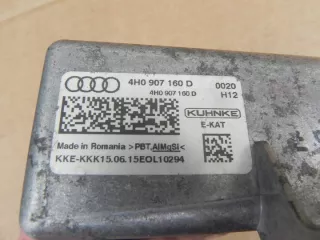 4H0 907 160 D
4H0 907 160 D
0020
H12
KUHNKE
E-KAT
Made in Romania >PBT,AlMgSi<
KKE-KKK15.06.15EOL10294